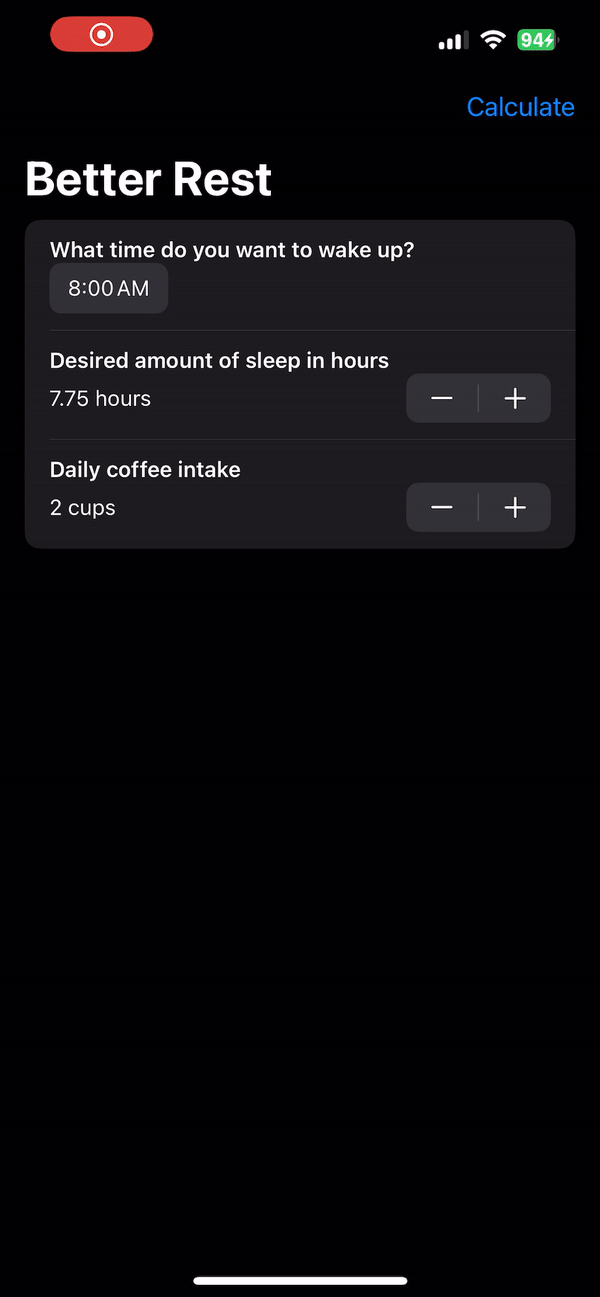 94
Calculate
Better Rest
What time do you want to wake up?
8:00 AM
Desired amount of sleep in hours
7.75 hours
Daily coffee intake
2 cups